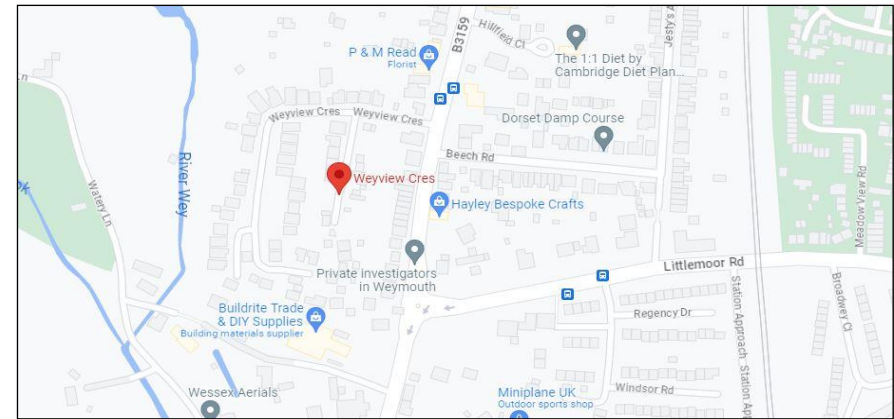 B3159
Hillfield Cl
P & M Read
Florist
The 1:1 Diet by
Cambridge Diet Plan...
Weyview Cres
Weyview Cres
Dorset Damp Course
Beech Rd
River Wey
Watery Ln
Weyview Cres
Hayley Bespoke Crafts
Meadow View Rd
Private investigators
in Weymouth
Littlemoor Rd
Buildrite Trade
& DIY Supplies
Building materials supplier
Regency Dr
Station Approach
Station Ap
Broadwey Cl
Wessex Aerials
Miniplane UK
Outdoor sports shop
Windsor Rd